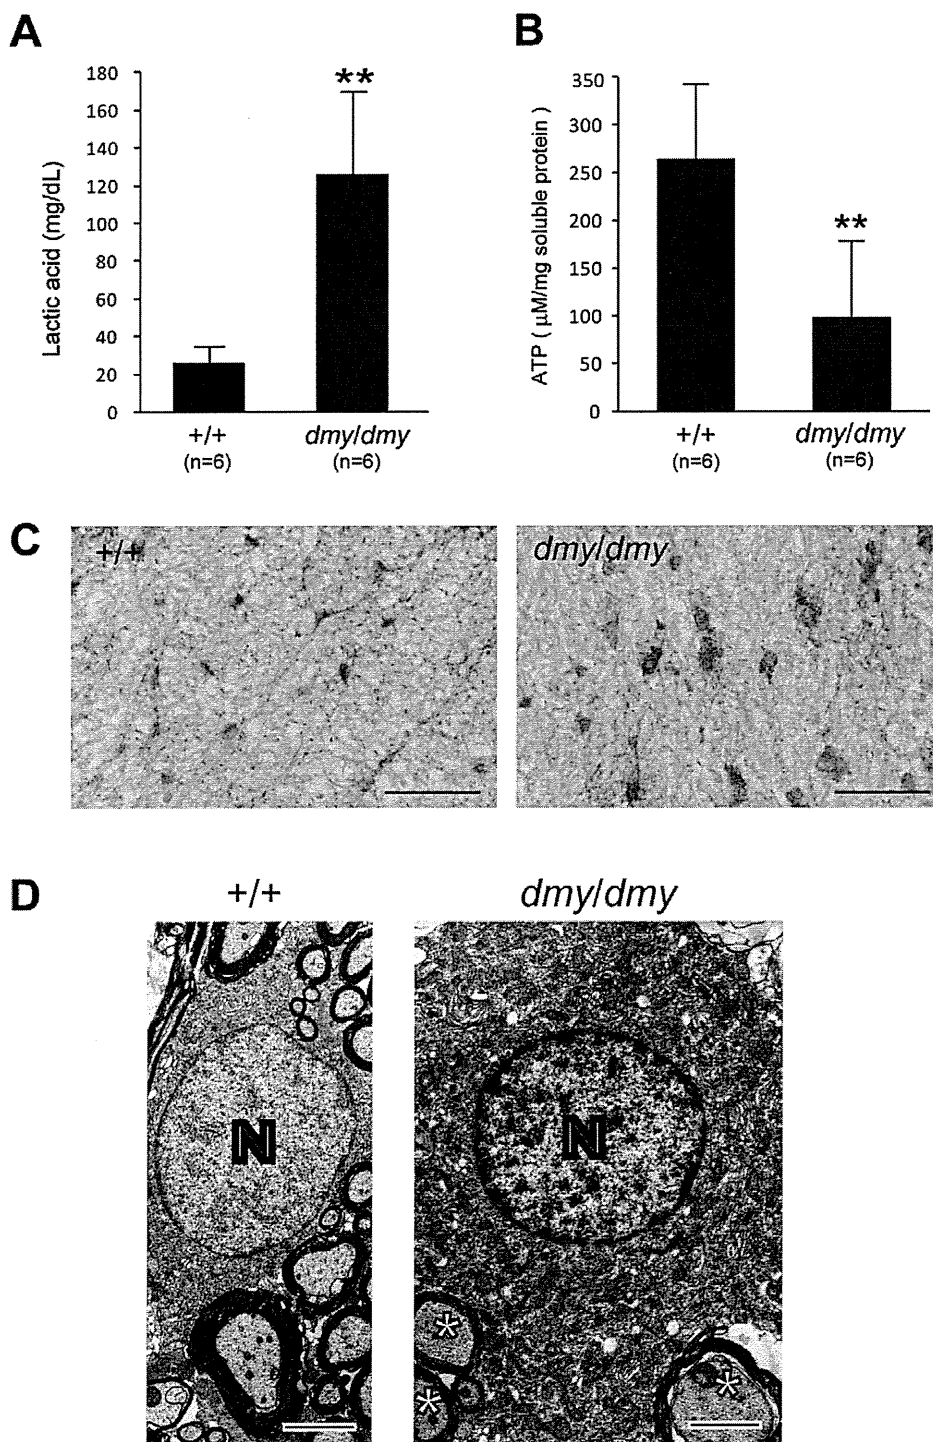 A
180
160
140
120
100
80
60
40
20
0
Lactic acid (mg/dL)
**
+/+
(n=6)
dmy/dmy
(n=6)
B
350
300
250
200
150
100
50
0
ATP ( μM/mg soluble protein )
**
+/+
(n=6)
dmy/dmy
(n=6)
C
+/+
dmy/dmy
D
+/+
dmy/dmy
N
N
*
*
*